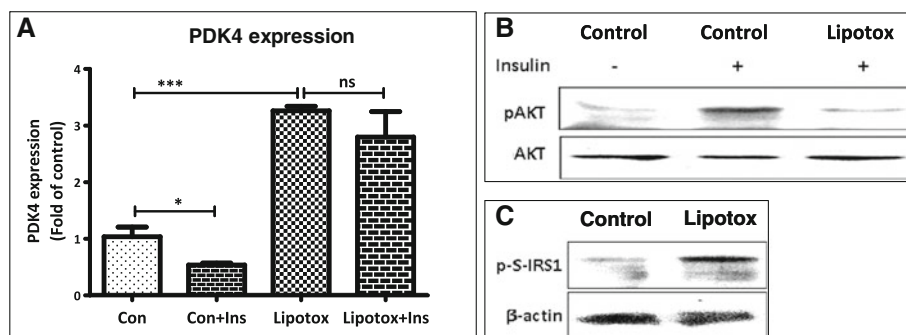 A
PDK4 expression
PDK4 expression
(Fold of control)
4
3
2
1
0
***
ns
*
Con
Con+Ins
Lipotox
Lipotox+Ins
B
Control Control Lipotox
Insulin - + +
pAKT
AKT
C
Control Lipotox
p-S-IRS1
β-actin